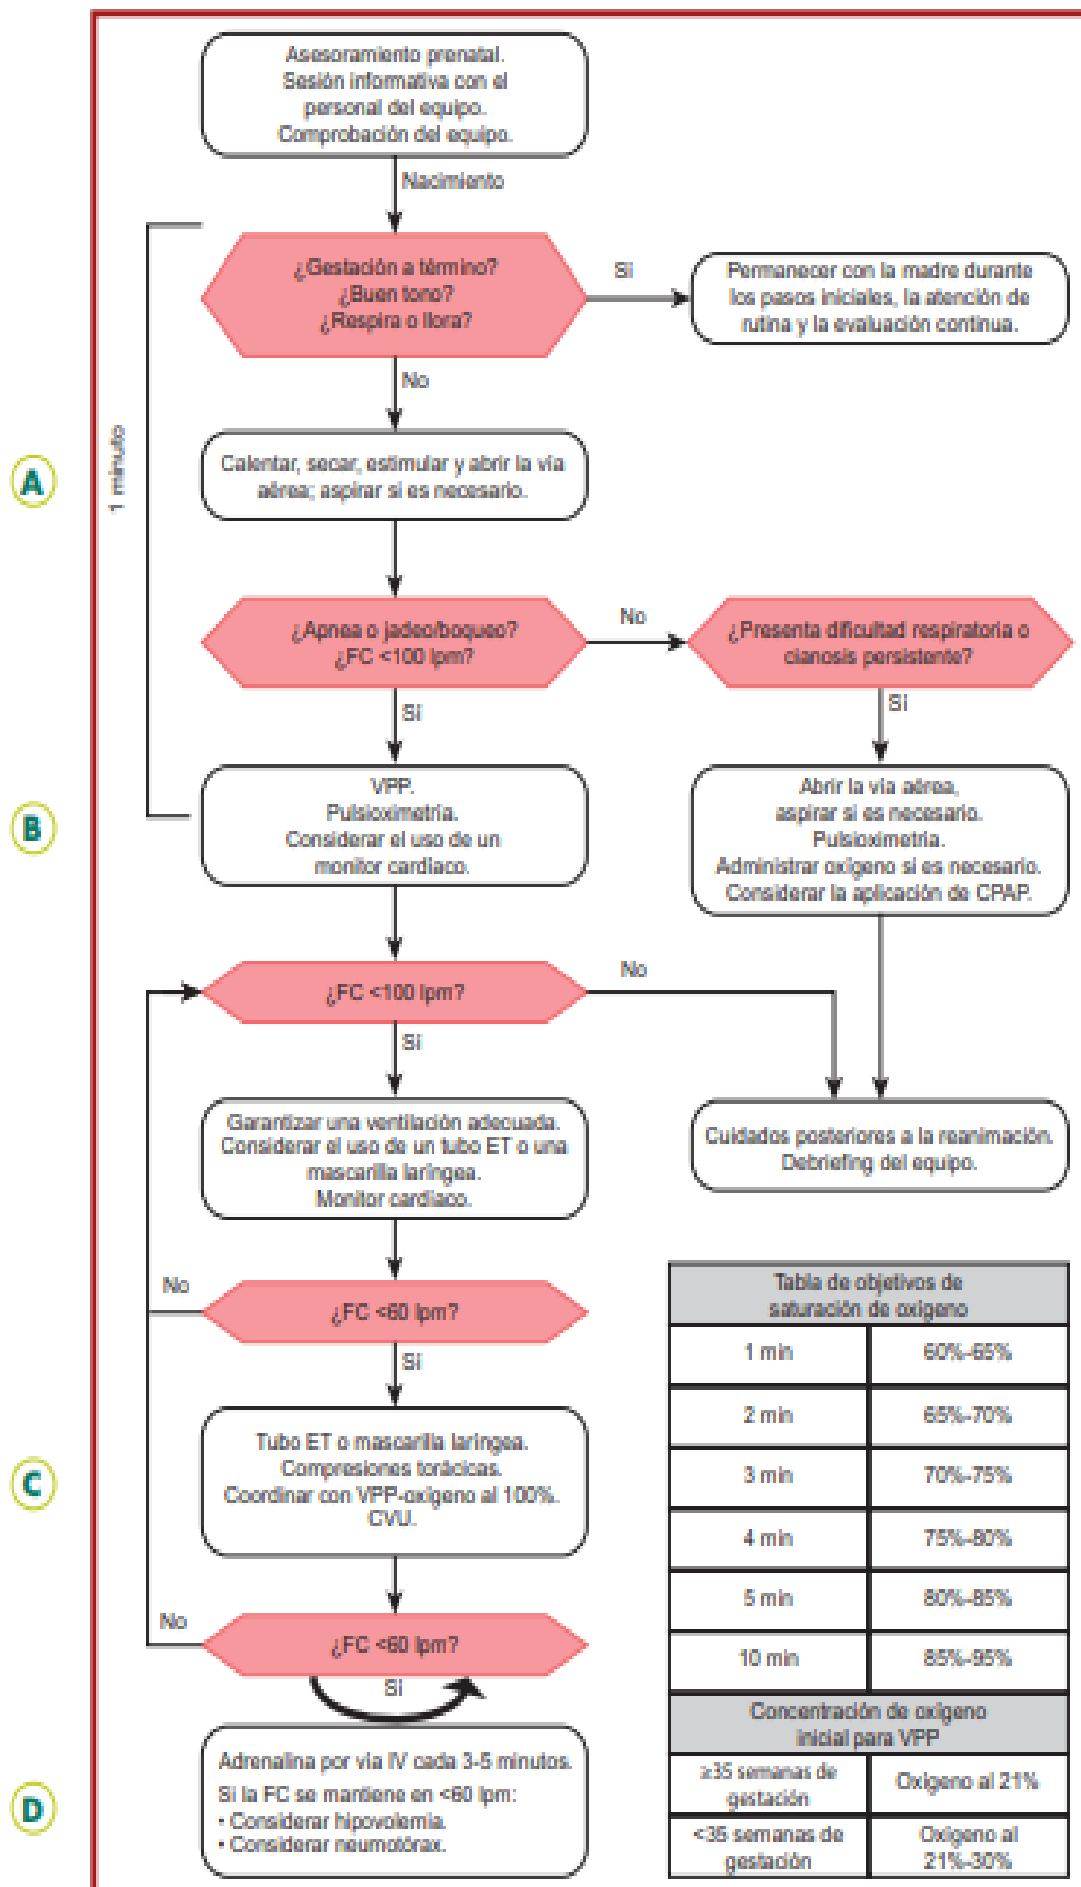 Asesoramiento prenatal.
Sesión informativa con el
personal del equipo.
Comprobación del equipo.
Nacimiento
¿Gestación a término?
¿Buen tono?
¿Respira o llora?
Sí
Permanecer con la madre durante
los pasos iniciales, la atención de
rutina y la evaluación continua.
No
1 minuto
A
Calentar, secar, estimular y abrir la vía
aérea; aspirar si es necesario.
¿Apnea o jadeo/boqueo?
¿FC <100 lpm?
No
¿Presenta dificultad respiratoria o
cianosis persistente?
Sí
Sí
B
VPP.
Pulsioximetría.
Considerar el uso de un
monitor cardíaco.
Abrir la vía aérea,
aspirar si es necesario.
Pulsioximetría.
Administrar oxígeno si es necesario.
Considerar la aplicación de CPAP.
¿FC <100 lpm?
No
Sí
Garantizar una ventilación adecuada.
Considerar el uso de un tubo ET o una
mascarilla laríngea.
Monitor cardíaco.
Cuidados posteriores a la reanimación.
Debriefing del equipo.
No
¿FC <60 lpm?
Sí
C
Tubo ET o mascarilla laríngea.
Compresiones torácicas.
Coordinar con VPP-oxígeno al 100%.
CVU.
No
¿FC <60 lpm?
Sí
D
Adrenalina por vía IV cada 3-5 minutos.
Si la FC se mantiene en <60 lpm:
• Considerar hipovolemia.
• Considerar neumotórax.
Tabla de objetivos de
saturación de oxígeno
1 min 60%-65%
2 min 65%-70%
3 min 70%-75%
4 min 75%-80%
5 min 80%-85%
10 min 85%-95%
Concentración de oxígeno
inicial para VPP
≥35 semanas de
gestación
Oxígeno al 21%
<35 semanas de
gestación
Oxígeno al
21%-30%